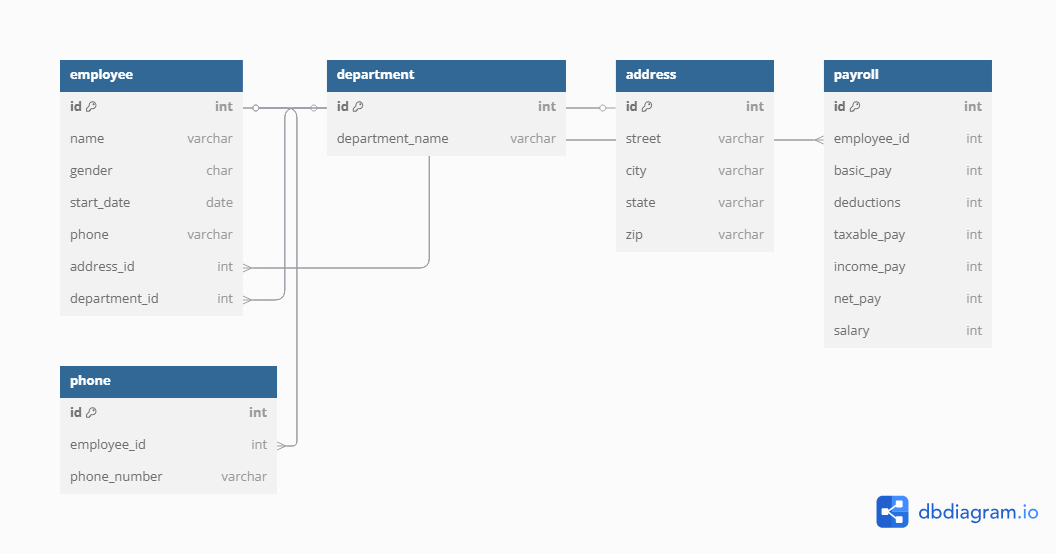 employee
id int
name varchar
gender char
start_date date
phone varchar
address_id int
department_id int
department
id int
department_name varchar
address
id int
street varchar
city varchar
state varchar
zip varchar
payroll
id int
employee_id int
basic_pay int
deductions int
taxable_pay int
income_pay int
net_pay int
salary int
phone
id int
employee_id int
phone_number varchar
dbdiagram.io